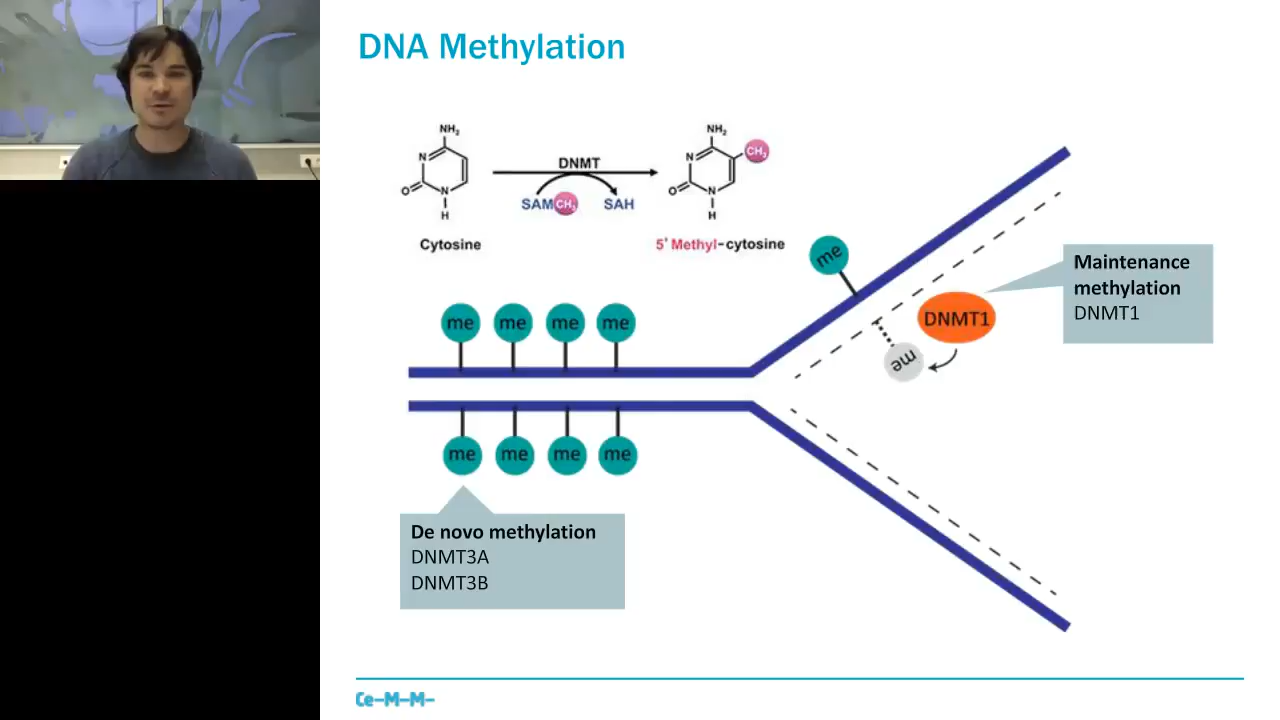 DNA Methylation
NH₂
N
O
N
H
Cytosine
DNMT
SAM CH₃ SAH
NH₂
CH₃
N
O
N
H
5' Methyl-cytosine
me
me me me me
DNMT1
me
Maintenance
methylation
DNMT1
me me me me
De novo methylation
DNMT3A
DNMT3B
Ce-M-M-